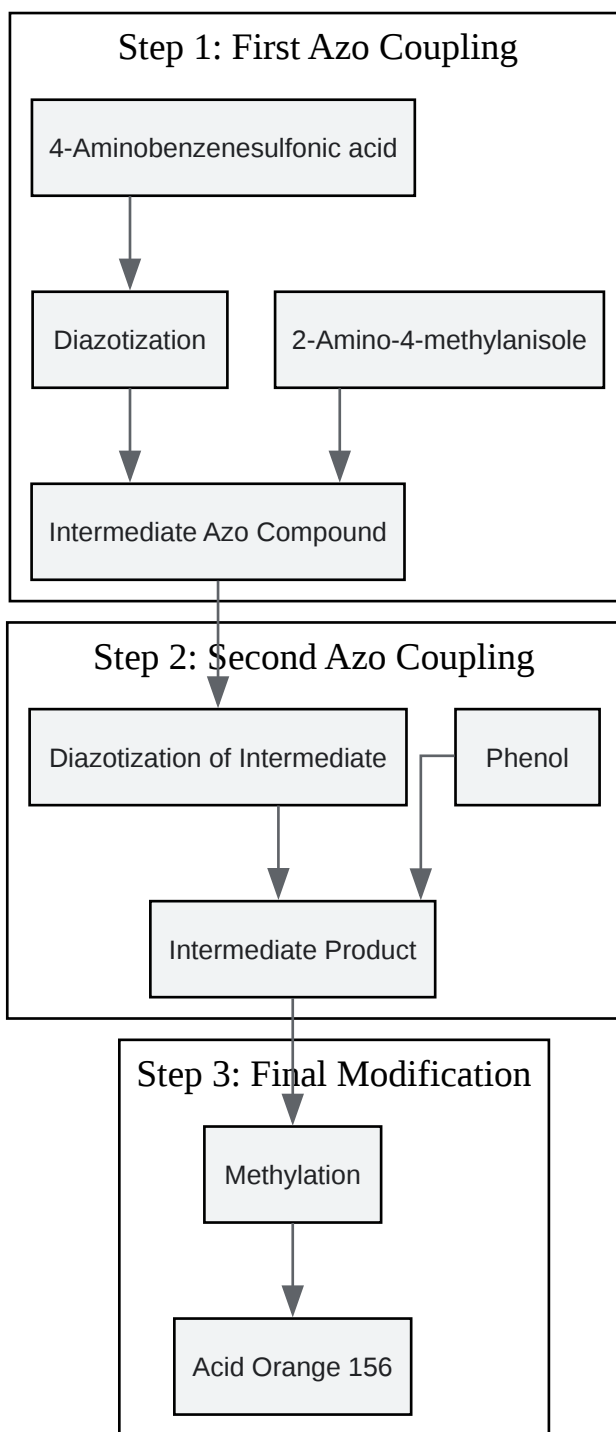 Step 1: First Azo Coupling
4-Aminobenzenesulfonic acid
Diazotization
2-Amino-4-methylanisole
Intermediate Azo Compound
Step 2: Second Azo Coupling
Diazotization of Intermediate
Phenol
Intermediate Product
Step 3: Final Modification
Methylation
Acid Orange 156